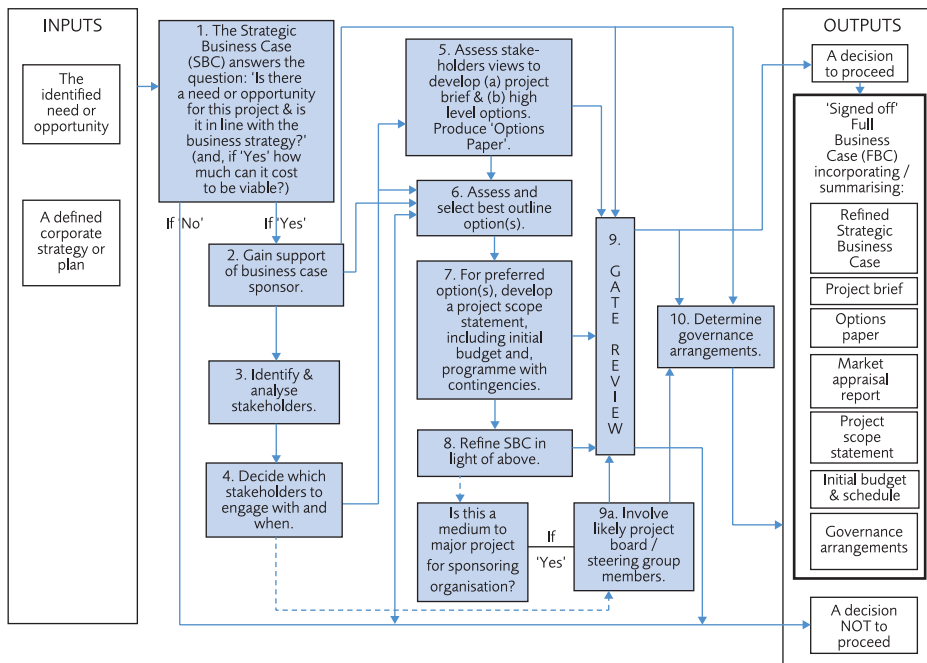 INPUTS
The
identified
need or
opportunity
A defined
corporate
strategy or
plan
1. The Strategic
Business Case
(SBC) answers the
question: 'Is there
a need or opportunity
for this project & is
it in line with the
business strategy?'
(and, if 'Yes' how
much can it cost
to be viable?)
If 'No'
If 'Yes'
2. Gain support
of business case
sponsor.
3. Identify &
analyse
stakeholders.
4. Decide which
stakeholders to
engage with and
when.
5. Assess stake-
holders views to
develop (a) project
brief & (b) high
level options.
Produce 'Options
Paper'.
6. Assess and
select best outline
option(s).
7. For preferred
option(s), develop
a project scope
statement,
including initial
budget and,
programme with
contingencies.
8. Refine SBC in
light of above.
Is this a
medium to
major project
for sponsoring
organisation?
If
'Yes'
9a. Involve
likely project
board /
steering group
members.
9.
G
A
T
E
R
E
V
I
E
W
10. Determine
governance
arrangements.
OUTPUTS
A decision
to proceed
'Signed off'
Full
Business
Case (FBC)
incorporating /
summarising:
Refined
Strategic
Business
Case
Project brief
Options
paper
Market
appraisal
report
Project
scope
statement
Initial budget
& schedule
Governance
arrangements
A decision
NOT to
proceed